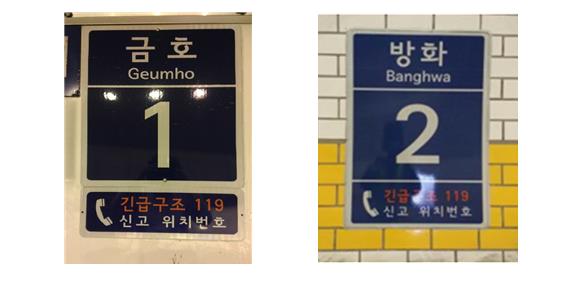 금호
Geumho
1
긴급구조 119
신고 위치번호
방화
Banghwa
2
긴급구조 119
신고 위치번호